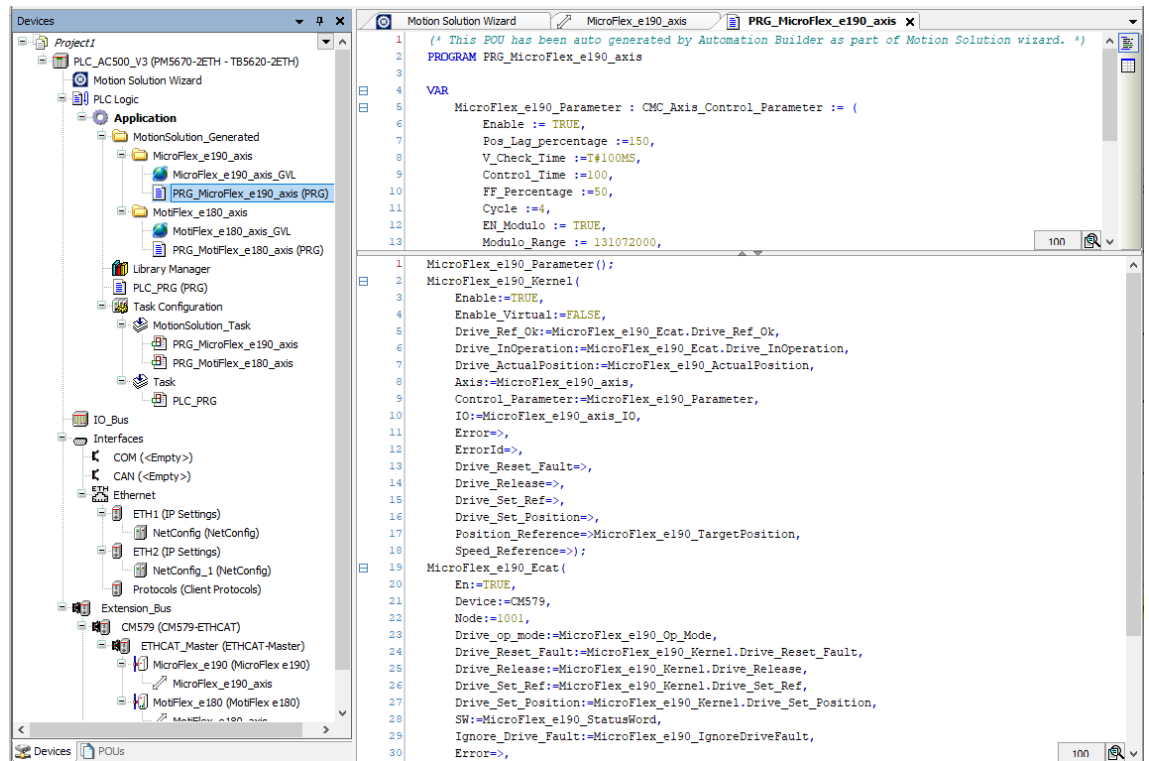 Devices
Project1
PLC_AC500_V3 (PM5670-2ETH - TB5620-2ETH)
Motion Solution Wizard
PLC Logic
Application
MotionSolution_Generated
MicroFlex_e190_axis
MicroFlex_e190_axis_GVL
PRG_MicroFlex_e190_axis (PRG)
MotiFlex_e180_axis
MotiFlex_e180_axis_GVL
PRG_MotiFlex_e180_axis (PRG)
Library Manager
PLC_PRG (PRG)
Task Configuration
MotionSolution_Task
PRG_MicroFlex_e190_axis
PRG_MotiFlex_e180_axis
Task
PLC_PRG
IO_Bus
Interfaces
COM (<Empty>)
CAN (<Empty>)
ETH Ethernet
ETH1 (IP Settings)
NetConfig (NetConfig)
ETH2 (IP Settings)
NetConfig_1 (NetConfig)
Protocols (Client Protocols)
Extension_Bus
CM579 (CM579-ETHCAT)
ETHCAT_Master (ETHCAT-Master)
MicroFlex_e190 (MicroFlex e190)
MicroFlex_e190_axis
MotiFlex_e180 (MotiFlex e180)
MotiFlex_e180_axis
Devices POUs
Motion Solution Wizard MicroFlex_e190_axis PRG_MicroFlex_e190_axis
1 (* This POU has been auto generated by Automation Builder as part of Motion Solution wizard. *)
2 PROGRAM PRG_MicroFlex_e190_axis
3
4 VAR
5 MicroFlex_e190_Parameter : CMC_Axis_Control_Parameter := (
6 Enable := TRUE,
7 Pos_Lag_percentage :=150,
8 V_Check_Time :=T#100MS,
9 Control_Time :=100,
10 FF_Percentage :=50,
11 Cycle :=4,
12 EN_Modulo := TRUE,
13 Modulo_Range := 131072000,
100
1 MicroFlex_e190_Parameter();
2 MicroFlex_e190_Kernel(
3 Enable:=TRUE,
4 Enable_Virtual:=FALSE,
5 Drive_Ref_Ok:=MicroFlex_e190_Ecat.Drive_Ref_Ok,
6 Drive_InOperation:=MicroFlex_e190_Ecat.Drive_InOperation,
7 Drive_ActualPosition:=MicroFlex_e190_ActualPosition,
8 Axis:=MicroFlex_e190_axis,
9 Control_Parameter:=MicroFlex_e190_Parameter,
10 IO:=MicroFlex_e190_axis_IO,
11 Error=>,
12 ErrorId=>,
13 Drive_Reset_Fault=>,
14 Drive_Release=>,
15 Drive_Set_Ref=>,
16 Drive_Set_Position=>,
17 Position_Reference=>MicroFlex_e190_TargetPosition,
18 Speed_Reference=>);
19 MicroFlex_e190_Ecat(
20 En:=TRUE,
21 Device:=CM579,
22 Node:=1001,
23 Drive_op_mode:=MicroFlex_e190_Op_Mode,
24 Drive_Reset_Fault:=MicroFlex_e190_Kernel.Drive_Reset_Fault,
25 Drive_Release:=MicroFlex_e190_Kernel.Drive_Release,
26 Drive_Set_Ref:=MicroFlex_e190_Kernel.Drive_Set_Ref,
27 Drive_Set_Position:=MicroFlex_e190_Kernel.Drive_Set_Position,
28 SW:=MicroFlex_e190_StatusWord,
29 Ignore_Drive_Fault:=MicroFlex_e190_IgnoreDriveFault,
30 Error=>,
100